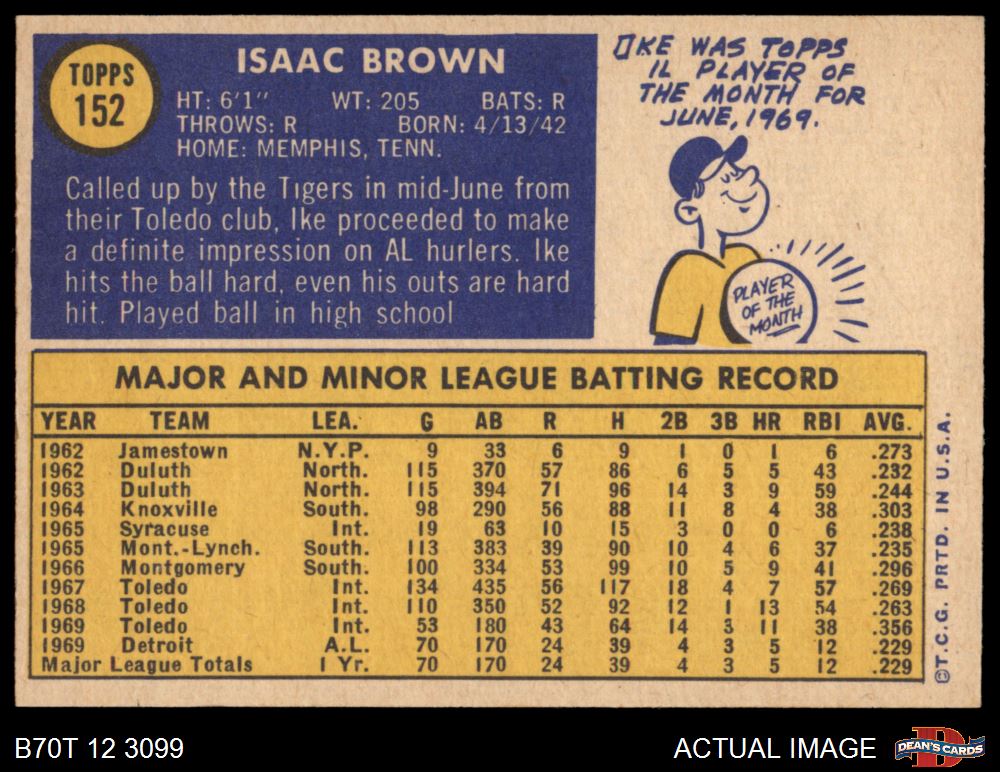 TOPPS
152
ISAAC BROWN
HT: 6'1" WT: 205 BATS: R
THROWS: R BORN: 4/13/42
HOME: MEMPHIS, TENN.
Called up by the Tigers in mid-June from
their Toledo club, Ike proceeded to make
a definite impression on AL hurlers. Ike
hits the ball hard, even his outs are hard
hit. Played ball in high school
IKE WAS TOPPS
IL PLAYER OF
THE MONTH FOR
JUNE, 1969.
PLAYER
OF THE
MONTH
MAJOR AND MINOR LEAGUE BATTING RECORD
YEAR TEAM LEA. G AB R H 2B 3B HR RBI AVG.
1962 Jamestown N.Y.P. 9 33 6 9 1 0 1 6 .273
1962 Duluth North. 115 370 57 86 6 5 5 43 .232
1963 Duluth North. 115 394 71 96 14 3 9 59 .244
1964 Knoxville South. 98 290 56 88 11 8 4 38 .303
1965 Syracuse Int. 19 63 10 15 3 0 0 6 .238
1965 Mont.-Lynch. South. 113 383 39 90 10 4 6 37 .235
1966 Montgomery South. 100 334 53 99 10 5 9 41 .296
1967 Toledo Int. 134 435 56 117 18 4 7 57 .269
1968 Toledo Int. 110 350 52 92 12 1 13 54 .263
1969 Toledo Int. 53 180 43 64 14 3 11 38 .356
1969 Detroit A.L. 70 170 24 39 4 3 5 12 .229
Major League Totals 1 Yr. 70 170 24 39 4 3 5 12 .229
©T.C.G. PRTD. IN U.S.A.
B70T 12 3099
ACTUAL IMAGE
D
DEAN'S CARDS